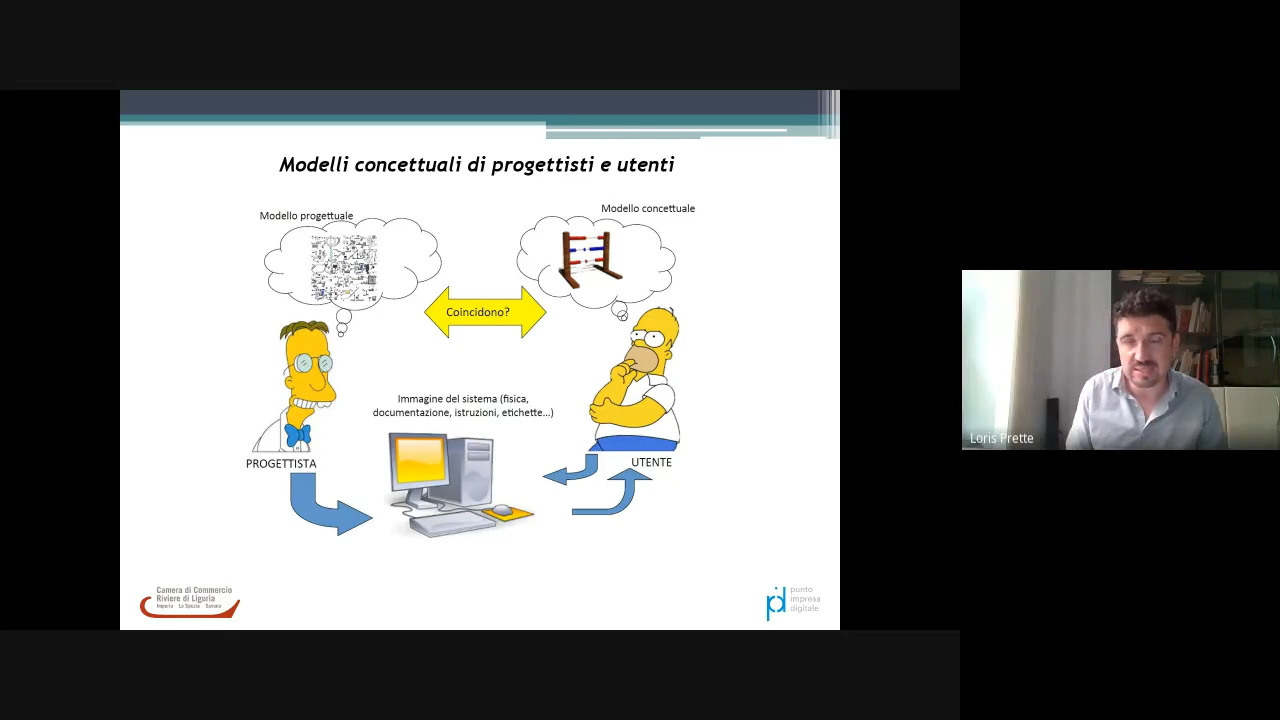 Modelli concettuali di progettisti e utenti
Modello progettuale
Modello concettuale
Coincidono?
Immagine del sistema (fisica,
documentazione, istruzioni, etichette...)
PROGETTISTA
UTENTE
Camera di Commercio
Riviere di Liguria
Imperia La Spezia Savona
punto
impresa
digitale
Loris Prette